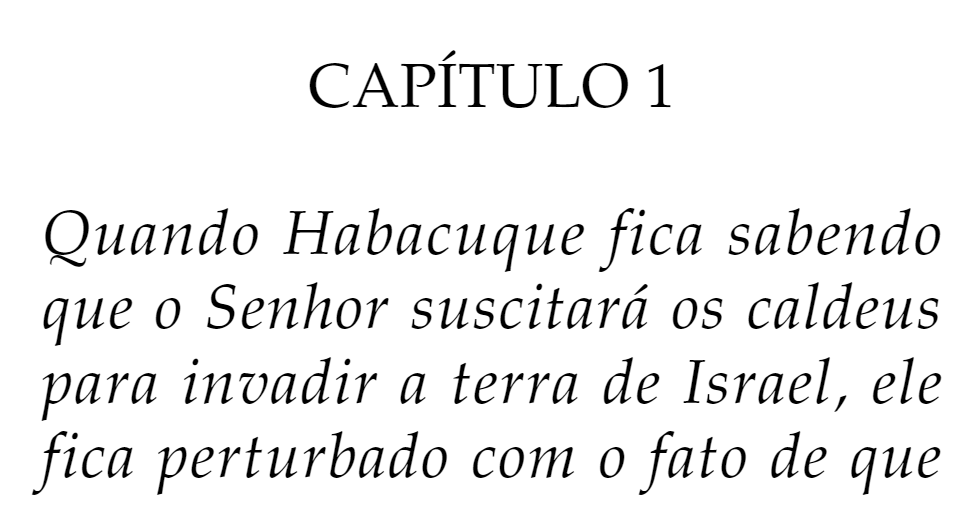 CAPÍTULO 1
Quando Habacuque fica sabendo
que o Senhor suscitará os caldeus
para invadir a terra de Israel, ele
fica perturbado com o fato de que